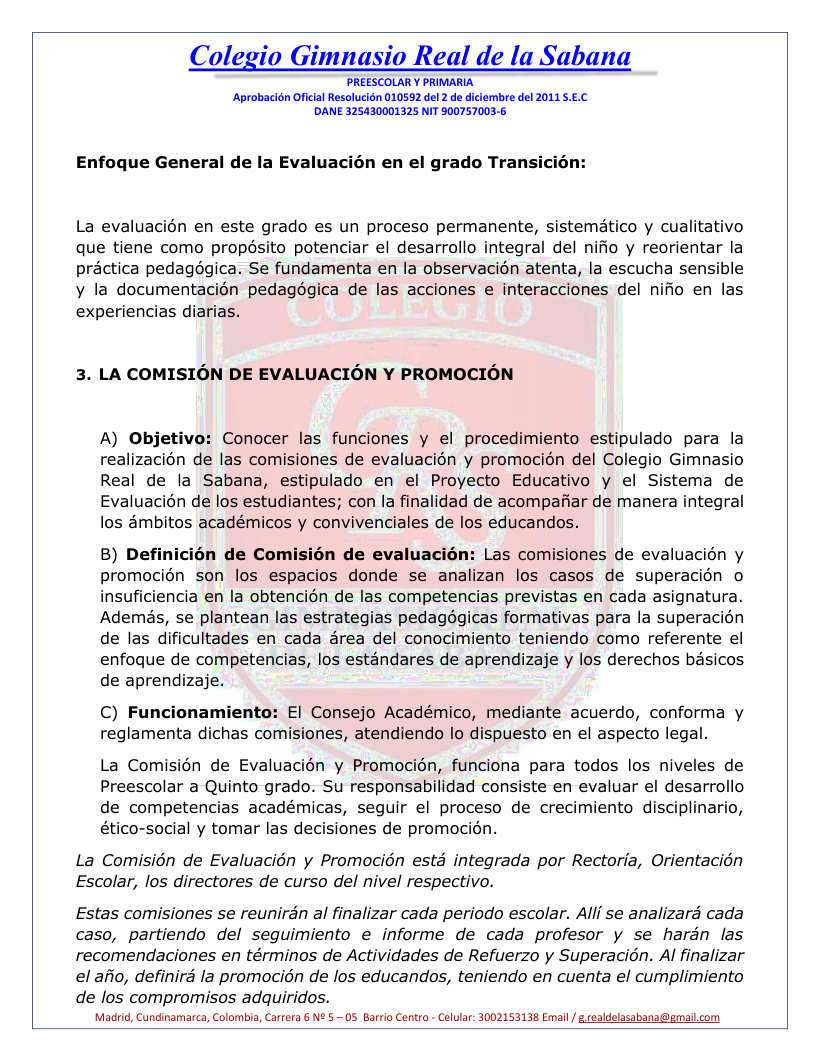 Colegio Gimnasio Real de la Sabana
PREESCOLAR Y PRIMARIA
Aprobación Oficial Resolución 010592 del 2 de diciembre del 2011 S.E.C
DANE 325430001325 NIT 900757003-6
Enfoque General de la Evaluación en el grado Transición:
La evaluación en este grado es un proceso permanente, sistemático y cualitativo
que tiene como propósito potenciar el desarrollo integral del niño y reorientar la
práctica pedagógica. Se fundamenta en la observación atenta, la escucha sensible
y la documentación pedagógica de las acciones e interacciones del niño en las
experiencias diarias.
COLEGIO
3. LA COMISIÓN DE EVALUACIÓN Y PROMOCIÓN
A) Objetivo: Conocer las funciones y el procedimiento estipulado para la
realización de las comisiones de evaluación y promoción del Colegio Gimnasio
Real de la Sabana, estipulado en el Proyecto Educativo y el Sistema de
Evaluación de los estudiantes; con la finalidad de acompañar de manera integral
los ámbitos académicos y convivenciales de los educandos.
GRS
B) Definición de Comisión de evaluación: Las comisiones de evaluación y
promoción son los espacios donde se analizan los casos de superación o
insuficiencia en la obtención de las competencias previstas en cada asignatura.
Además, se plantean las estrategias pedagógicas formativas para la superación
de las dificultades en cada área del conocimiento teniendo como referente el
enfoque de competencias, los estándares de aprendizaje y los derechos básicos
de aprendizaje.
GIMNASIO REAL
DE LA SABANA
C) Funcionamiento: El Consejo Académico, mediante acuerdo, conforma y
reglamenta dichas comisiones, atendiendo lo dispuesto en el aspecto legal.
La Comisión de Evaluación y Promoción, funciona para todos los niveles de
Preescolar a Quinto grado. Su responsabilidad consiste en evaluar el desarrollo
de competencias académicas, seguir el proceso de crecimiento disciplinario,
ético-social y tomar las decisiones de promoción.
La Comisión de Evaluación y Promoción está integrada por Rectoría, Orientación
Escolar, los directores de curso del nivel respectivo.
Estas comisiones se reunirán al finalizar cada periodo escolar. Allí se analizará cada
caso, partiendo del seguimiento e informe de cada profesor y se harán las
recomendaciones en términos de Actividades de Refuerzo y Superación. Al finalizar
el año, definirá la promoción de los educandos, teniendo en cuenta el cumplimiento
de los compromisos adquiridos.
Madrid, Cundinamarca, Colombia, Carrera 6 Nº 5 – 05 Barrio Centro - Celular: 3002153138 Email / g.realdelasabana@gmail.com